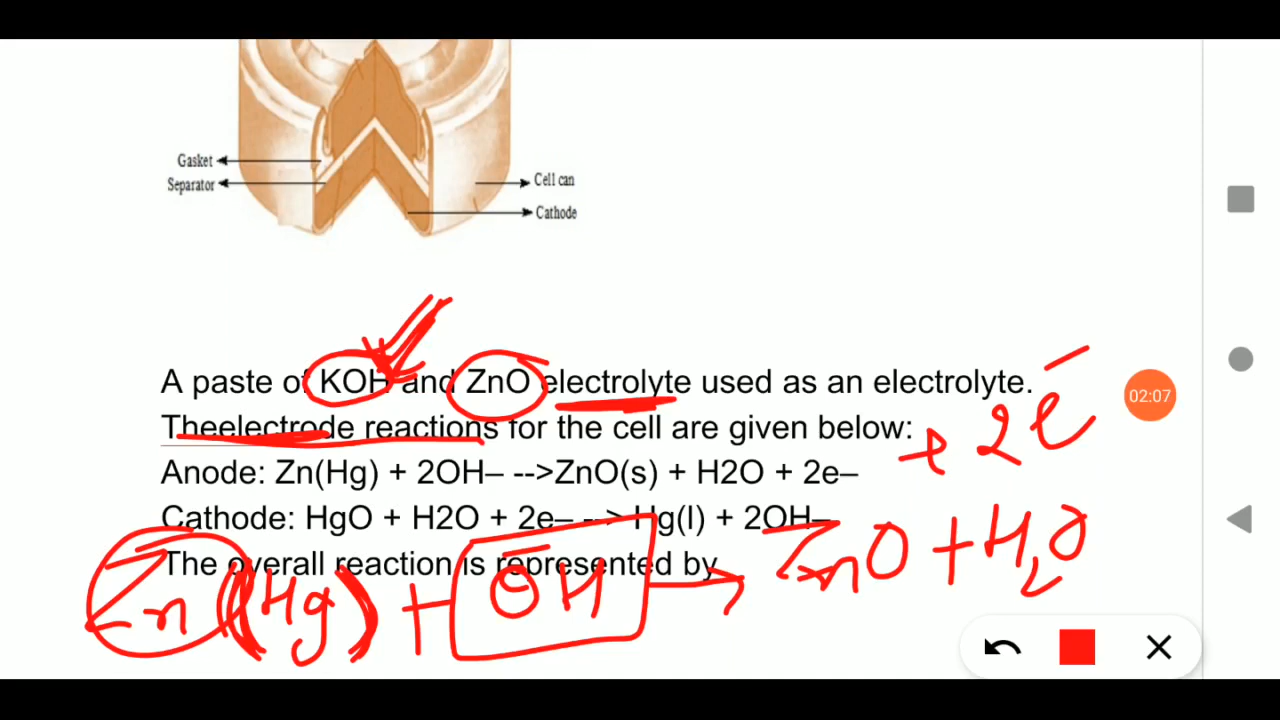 Gasket
Separator
Cell can
Cathode
A paste of KOH and ZnO electrolyte used as an electrolyte.
Theelectrode reactions for the cell are given below:
+ 2e⁻
02:07
Anode: Zn(Hg) + 2OH– -->ZnO(s) + H2O + 2e–
Cathode: HgO + H2O + 2e– --> Hg(l) + 2OH–
The overall reaction is represented by
Zn(Hg) + ŌH → ZnO + H₂O